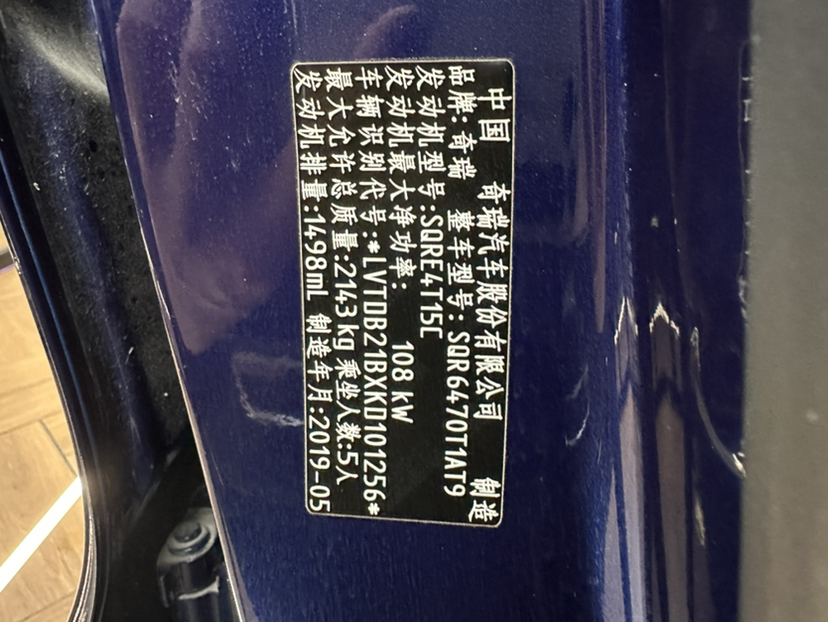 中国 奇瑞汽车股份有限公司 制造
品牌:奇瑞 整车型号:SQR6470T1AT9
发动机型号:SQRE4T15C
发动机最大净功率: 108 kW
车辆识别代号:*LVTDB21BXKD101256*
最大允许总质量:2143 kg 乘坐人数:5人
发动机排量:1498mL 制造年月:2019-05